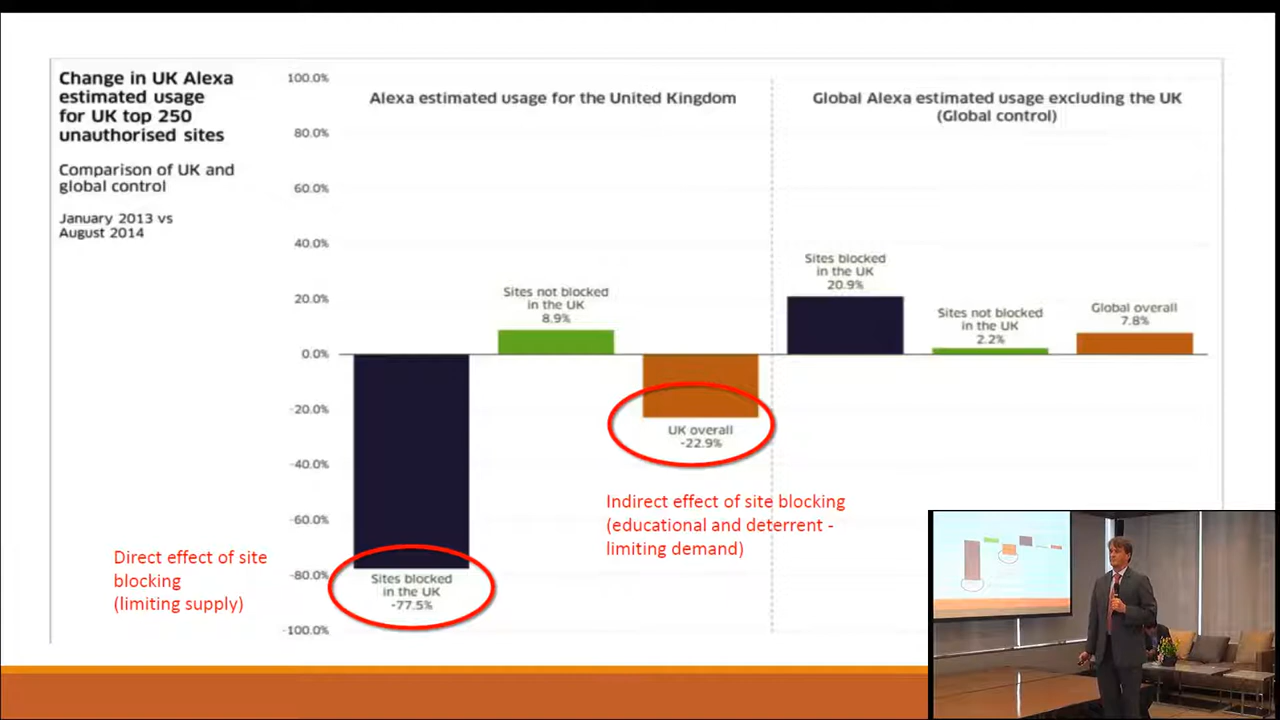 Change in UK Alexa
estimated usage
for UK top 250
unauthorised sites
Comparison of UK and
global control
January 2013 vs
August 2014
100.0%
80.0%
60.0%
40.0%
20.0%
0.0%
-20.0%
-40.0%
-60.0%
-80.0%
-100.0%
Alexa estimated usage for the United Kingdom
Sites blocked
in the UK
-77.5%
Sites not blocked
in the UK
8.9%
UK overall
-22.9%
Global Alexa estimated usage excluding the UK
(Global control)
Sites blocked
in the UK
20.9%
Sites not blocked
in the UK
2.2%
Global overall
7.8%
Direct effect of site
blocking
(limiting supply)
Indirect effect of site blocking
(educational and deterrent -
limiting demand)